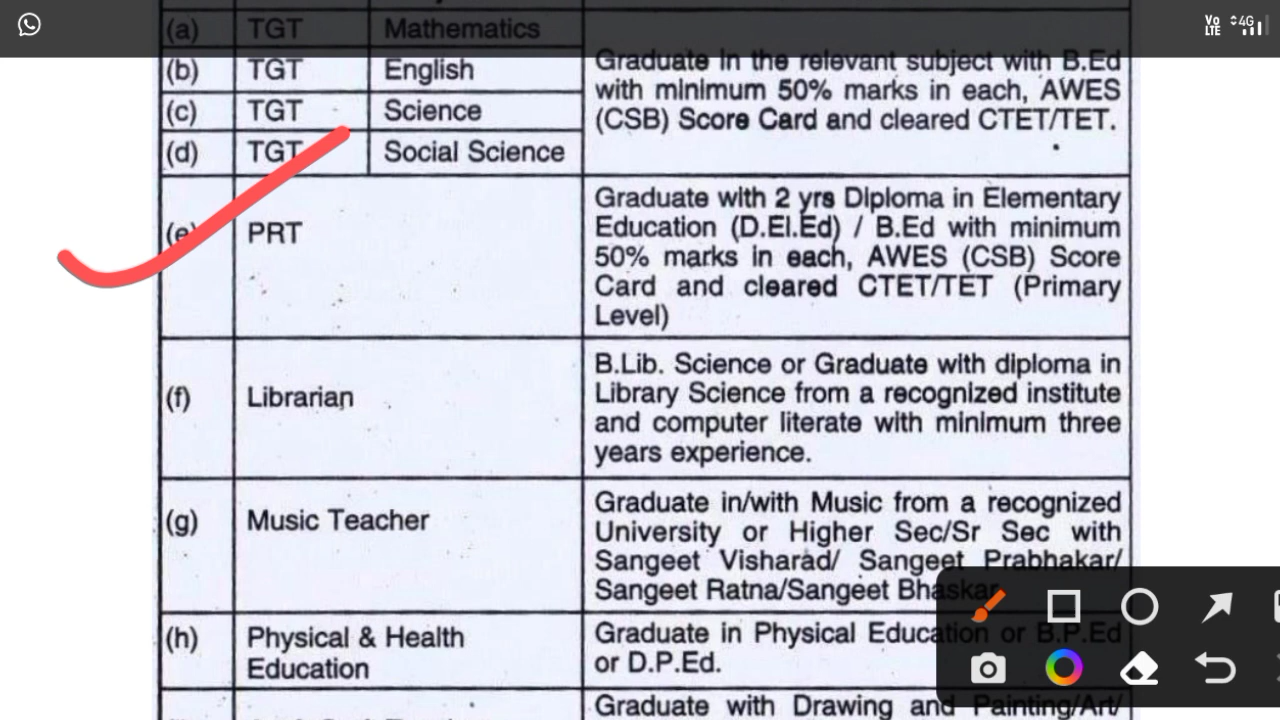 Vo
LTE
4G
(a) TGT Mathematics
(b) TGT English
(c) TGT Science
(d) TGT Social Science
Graduate in the relevant subject with B.Ed
with minimum 50% marks in each, AWES
(CSB) Score Card and cleared CTET/TET.
(e) PRT
Graduate with 2 yrs Diploma in Elementary
Education (D.El.Ed) / B.Ed with minimum
50% marks in each, AWES (CSB) Score
Card and cleared CTET/TET (Primary
Level)
(f) Librarian
B.Lib. Science or Graduate with diploma in
Library Science from a recognized institute
and computer literate with minimum three
years experience.
(g) Music Teacher
Graduate in/with Music from a recognized
University or Higher Sec/Sr Sec with
Sangeet Visharad/ Sangeet Prabhakar/
Sangeet Ratna/Sangeet Bhaskar
(h) Physical & Health
Education
Graduate in Physical Education or B.P.Ed
or D.P.Ed.
Graduate with Drawing and Painting/Art/